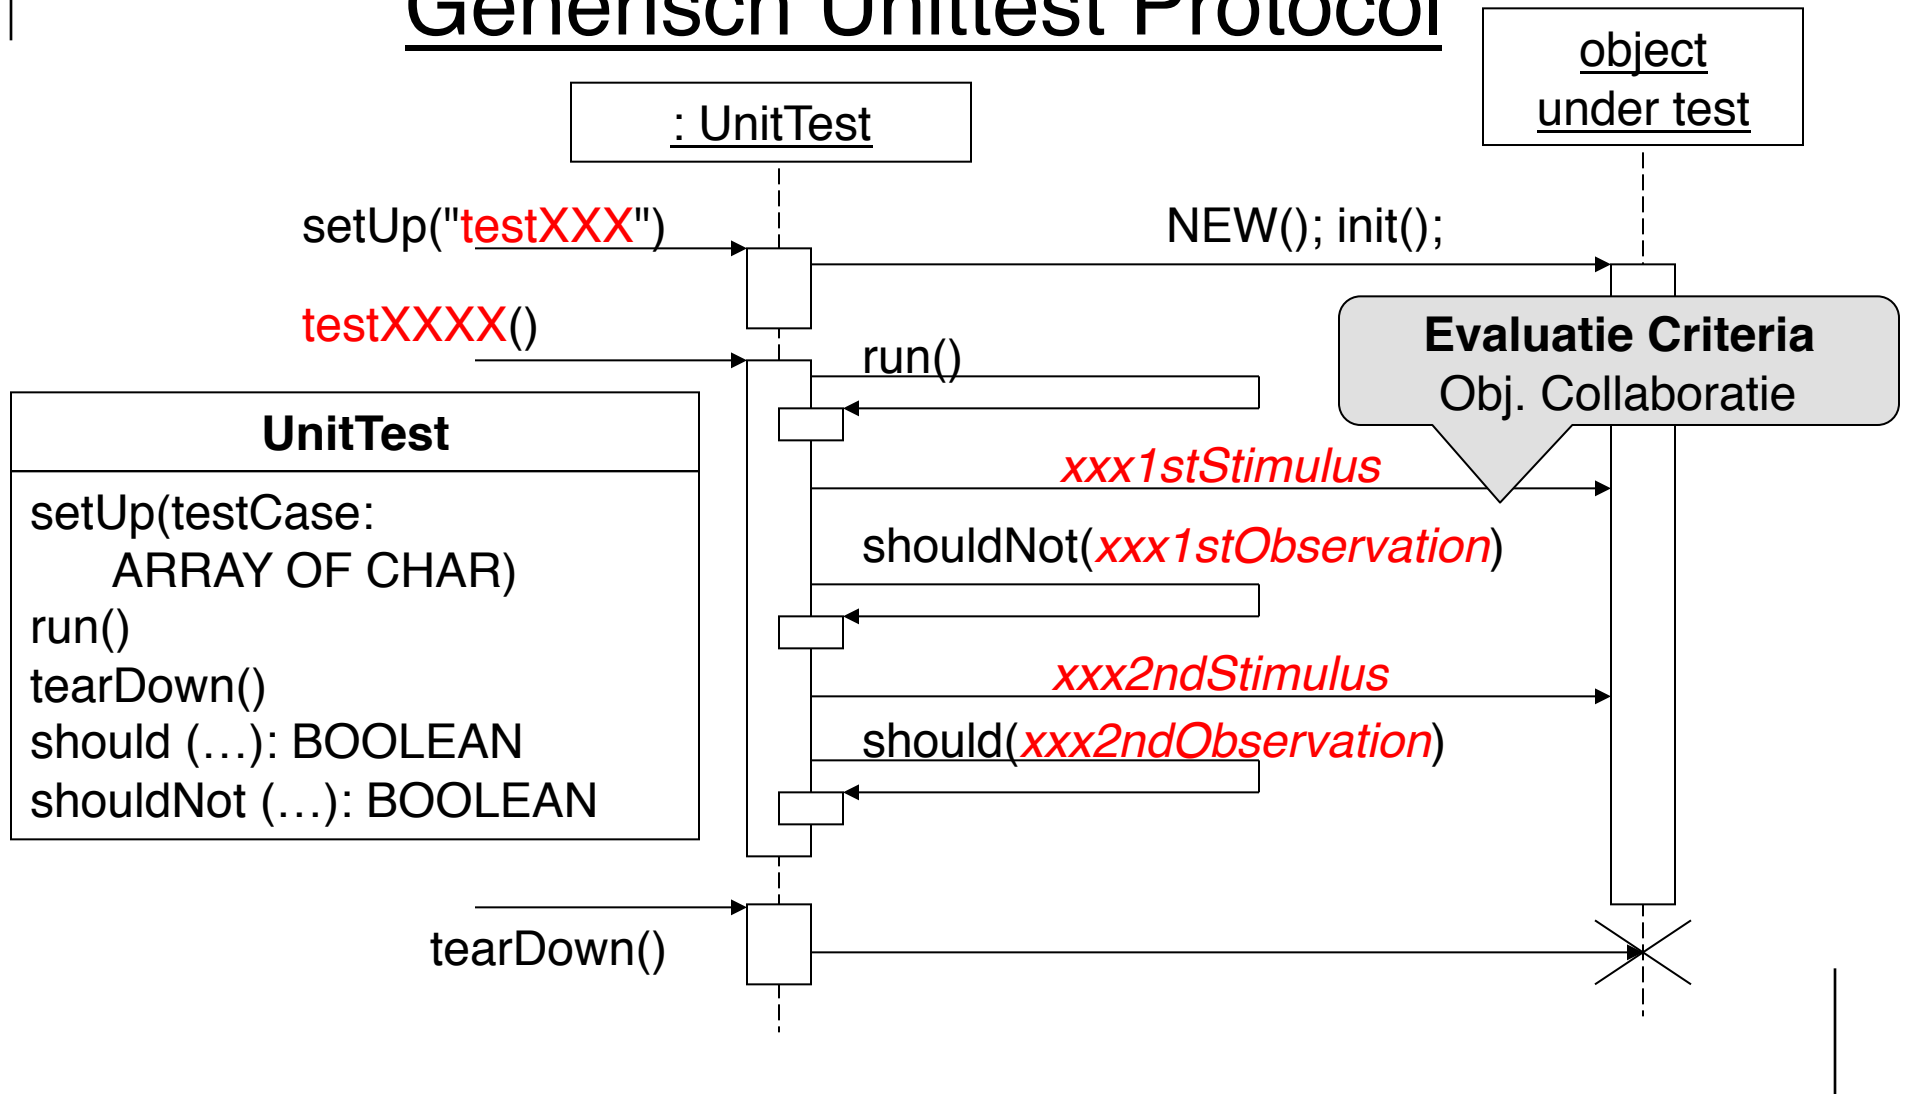 Generisch Unittest Protocol
object
under test
: UnitTest
setUp("testXXX")
NEW(); init();
testXXXX()
run()
Evaluatie Criteria
Obj. Collaboratie
UnitTest
setUp(testCase:
ARRAY OF CHAR)
run()
tearDown()
should (…): BOOLEAN
shouldNot (…): BOOLEAN
xxx1stStimulus
shouldNot(xxx1stObservation)
xxx2ndStimulus
should(xxx2ndObservation)
tearDown()